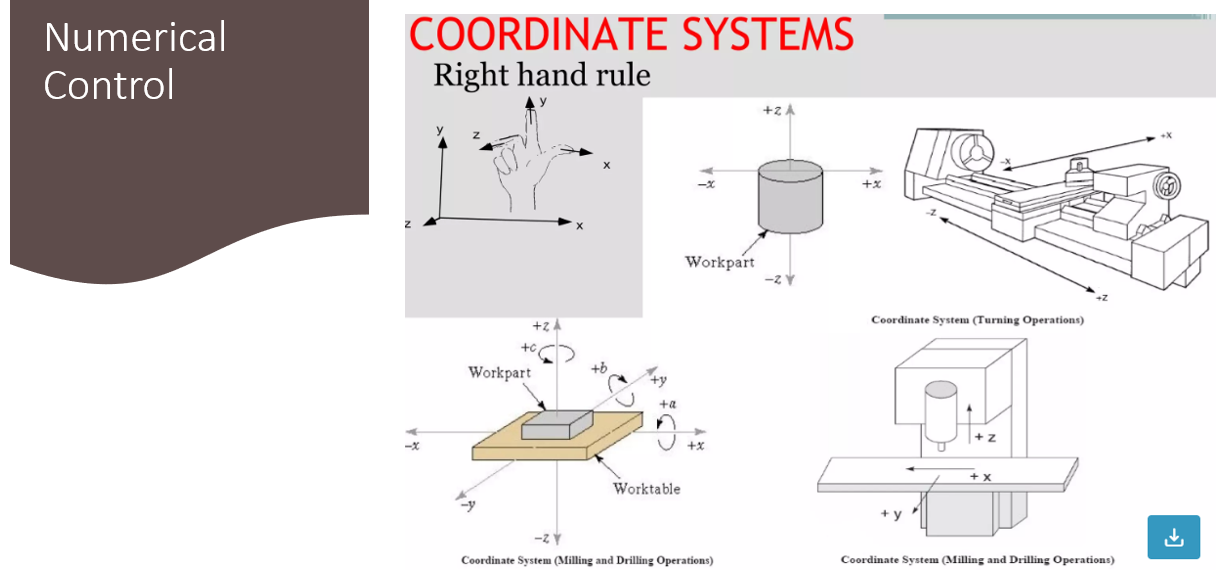 Numerical
Control
COORDINATE SYSTEMS
Right hand rule
y
z
x
y
z
x
+z
-x
+x
Workpart
-z
+x
-x
-z
+z
Coordinate System (Turning Operations)
+z
+c
Workpart
+b
+y
+a
-x
+x
Worktable
-y
-z
Coordinate System (Milling and Drilling Operations)
+ z
+ x
+ y
Coordinate System (Milling and Drilling Operations)